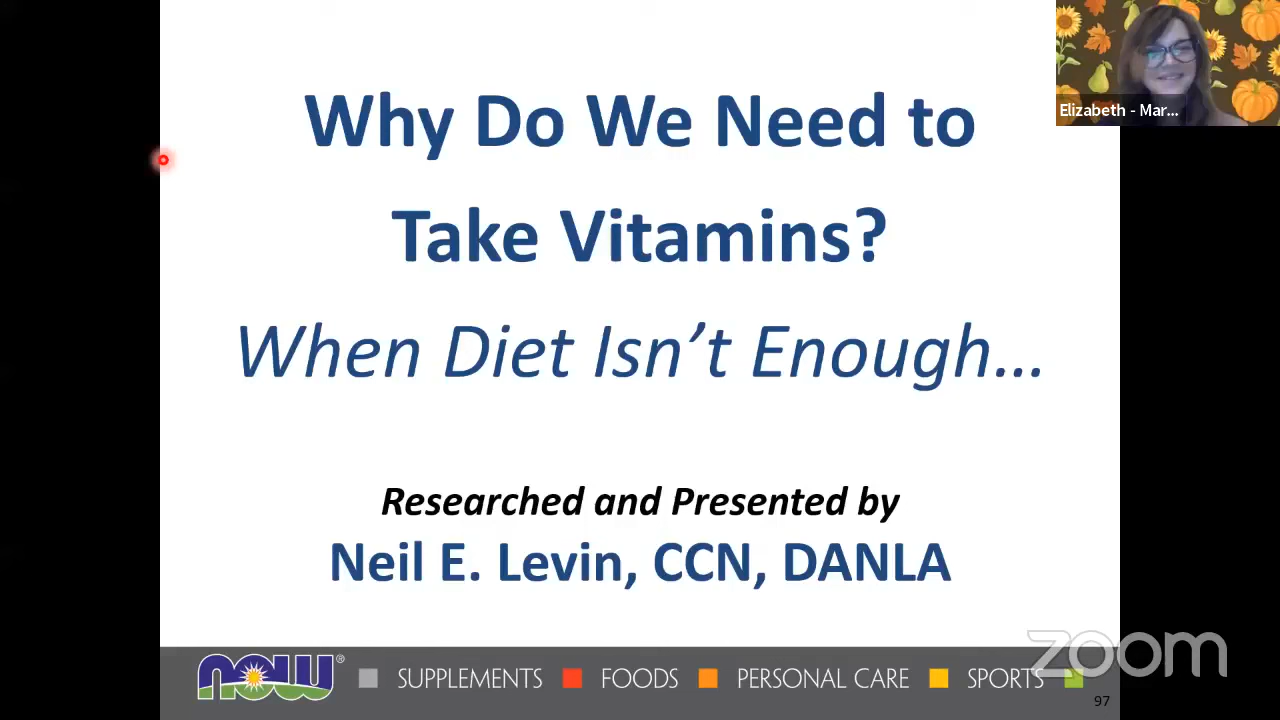 Why Do We Need to
Take Vitamins?
When Diet Isn't Enough...
Researched and Presented by
Neil E. Levin, CCN, DANLA
Elizabeth - Mar...
NOW® SUPPLEMENTS FOODS PERSONAL CARE SPORTS
zoom
97